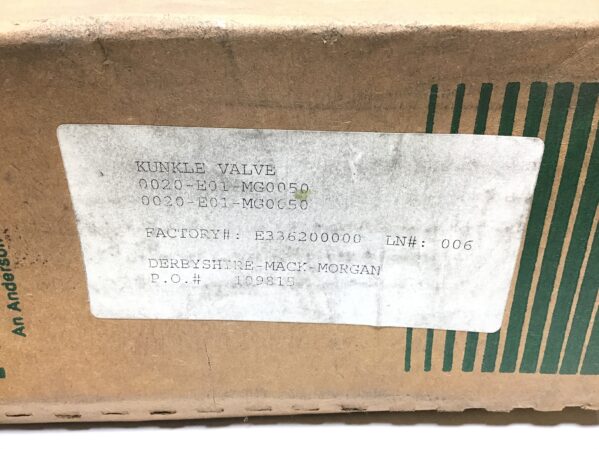 KUNKLE VALVE
0020-E01-MG0050
0020-E01-MG0050
FACTORY#: E336200000 LN#: 006
DERBYSHIRE-MACK-MORGAN
P.O.# 109815
An Anderson